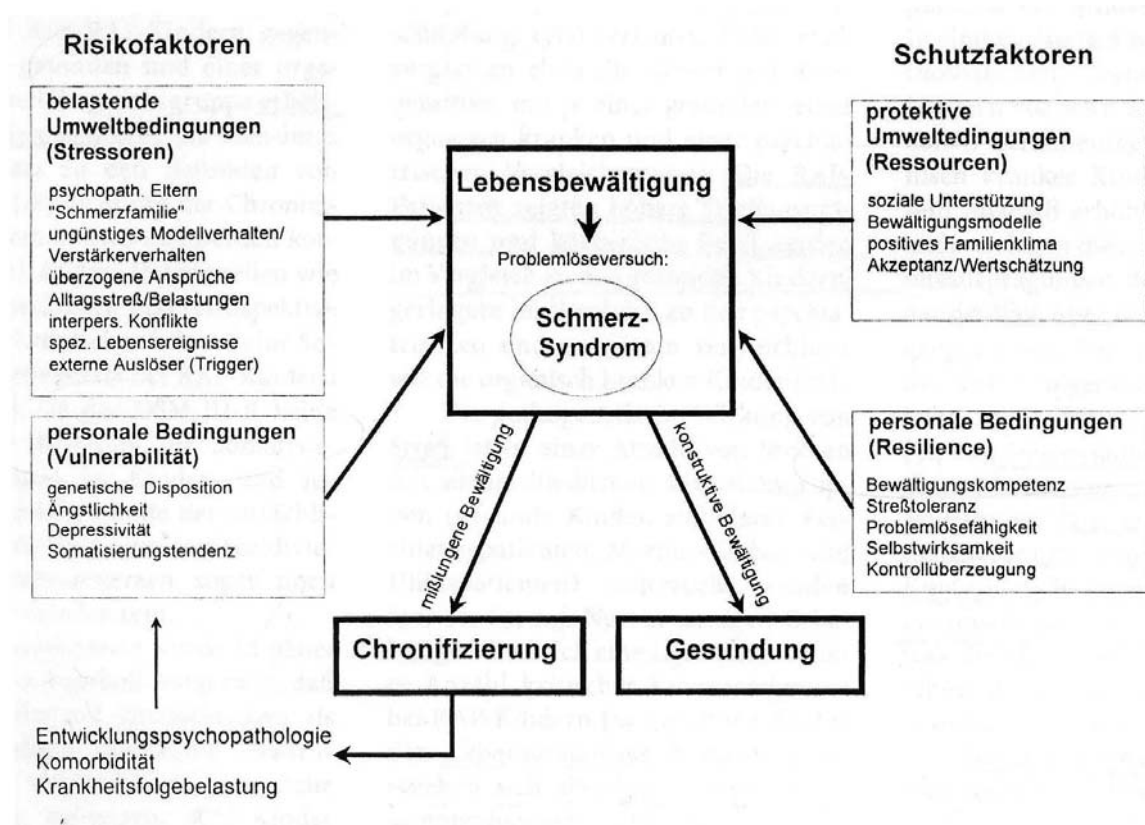 Risikofaktoren
belastende
Umweltbedingungen
(Stressoren)
psychopath. Eltern
"Schmerzfamilie"
ungünstiges Modellverhalten/
Verstärkerverhalten
überzogene Ansprüche
Alltagsstreß/Belastungen
interpers. Konflikte
spez. Lebensereignisse
externe Auslöser (Trigger)
personale Bedingungen
(Vulnerabilität)
genetische Disposition
Ängstlichkeit
Depressivität
Somatisierungstendenz
Entwicklungspsychopathologie
Komorbidität
Krankheitsfolgebelastung
Lebensbewältigung
Problemlöseversuch:
Schmerz-
Syndrom
mißlungene Bewältigung
konstruktive Bewältigung
Chronifizierung
Gesundung
Schutzfaktoren
protektive
Umweltedingungen
(Ressourcen)
soziale Unterstützung
Bewältigungsmodelle
positives Familienklima
Akzeptanz/Wertschätzung
personale Bedingungen
(Resilience)
Bewältigungskompetenz
Streßtoleranz
Problemlösefähigkeit
Selbstwirksamkeit
Kontrollüberzeugung